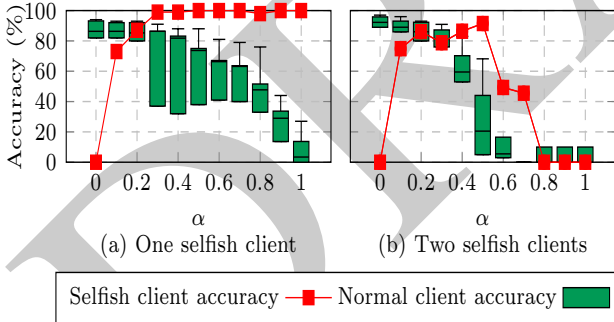 Accuracy (%)
100
80
60
40
20
0
0 0.2 0.4 0.6 0.8 1
α
(a) One selfish client
0 0.2 0.4 0.6 0.8 1
α
(b) Two selfish clients
Selfish client accuracy Normal client accuracy